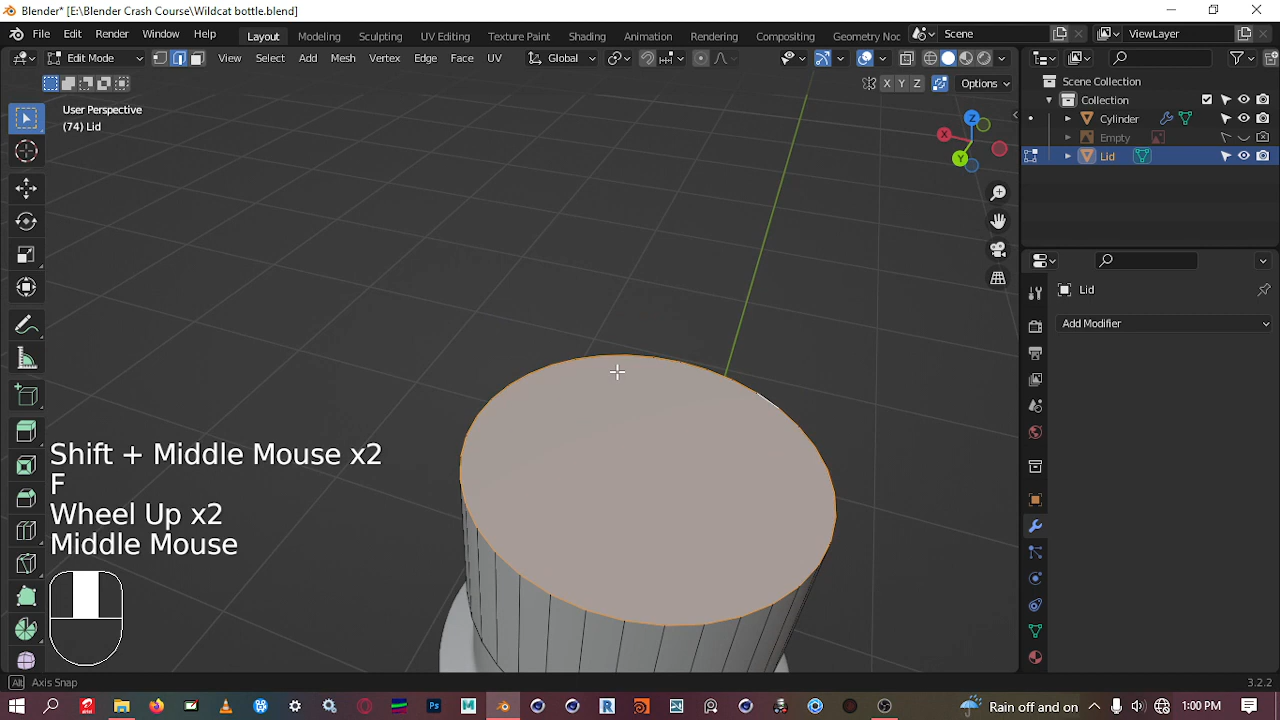 Blender* [E:\Blender Crash Course\Wildcat bottle.blend]
File Edit Render Window Help Layout Modeling Sculpting UV Editing Texture Paint Shading Animation Rendering Compositing Geometry Noc Scene ViewLayer
Edit Mode View Select Add Mesh Vertex Edge Face UV Global
X Y Z Options
User Perspective
(74) Lid
Z
X
Y
Scene Collection
Collection
Cylinder
Empty
Lid
Lid
Add Modifier
Shift + Middle Mouse x2
F
Wheel Up x2
Middle Mouse
Alt Axis Snap 3.2.2
Rain off and on 1:00 PM